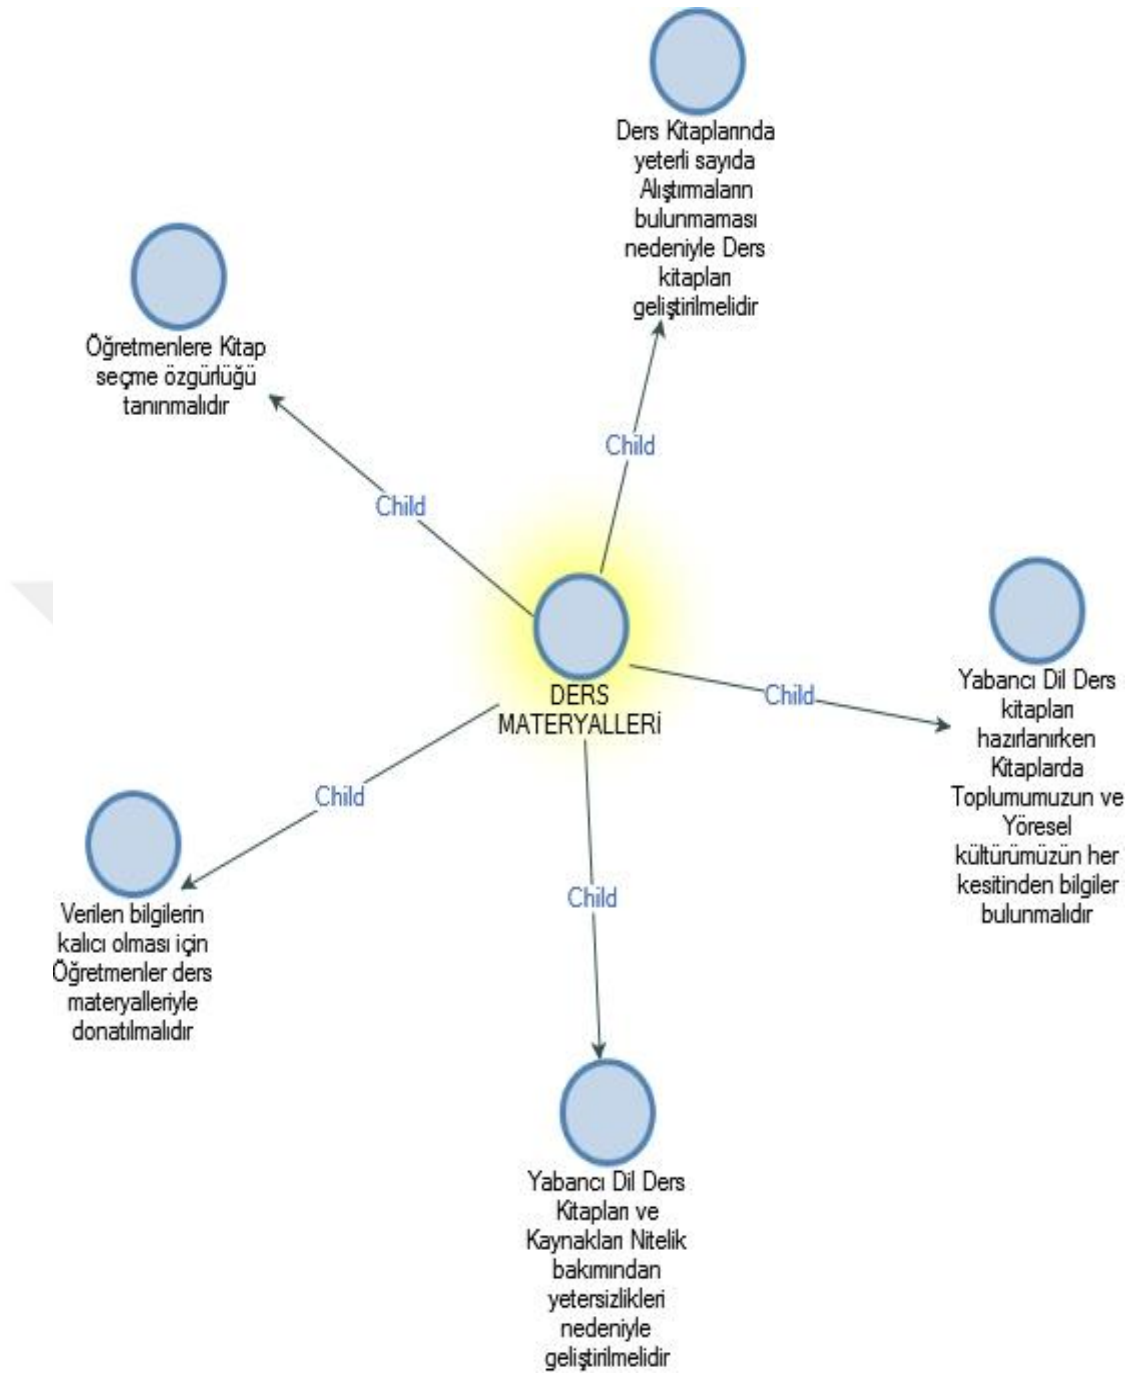 Ders Kitaplarında
yeterli sayıda
Alıştırmaların
bulunmaması
nedeniyle Ders
kitapları
geliştirilmelidir
Öğretmenlere Kitap
seçme özgürlüğü
tanınmalıdır
Child
Child
DERS
MATERYALLERİ
Child
Yabancı Dil Ders
kitapları
hazırlanırken
Kitaplarda
Toplumumuzun ve
Yöresel
kültürümüzün her
kesitinden bilgiler
bulunmalıdır
Child
Verilen bilgilerin
kalıcı olması için
Öğretmenler ders
materyalleriyle
donatılmalıdır
Child
Yabancı Dil Ders
Kitapları ve
Kaynakları Nitelik
bakımından
yetersizlikleri
nedeniyle
geliştirilmelidir